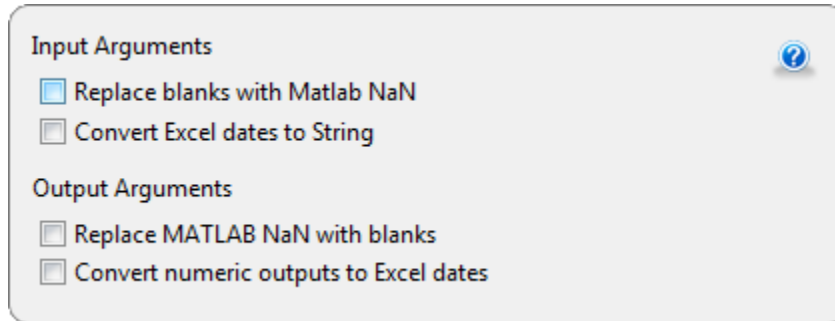 Input Arguments
Replace blanks with Matlab NaN
Convert Excel dates to String
Output Arguments
Replace MATLAB NaN with blanks
Convert numeric outputs to Excel dates